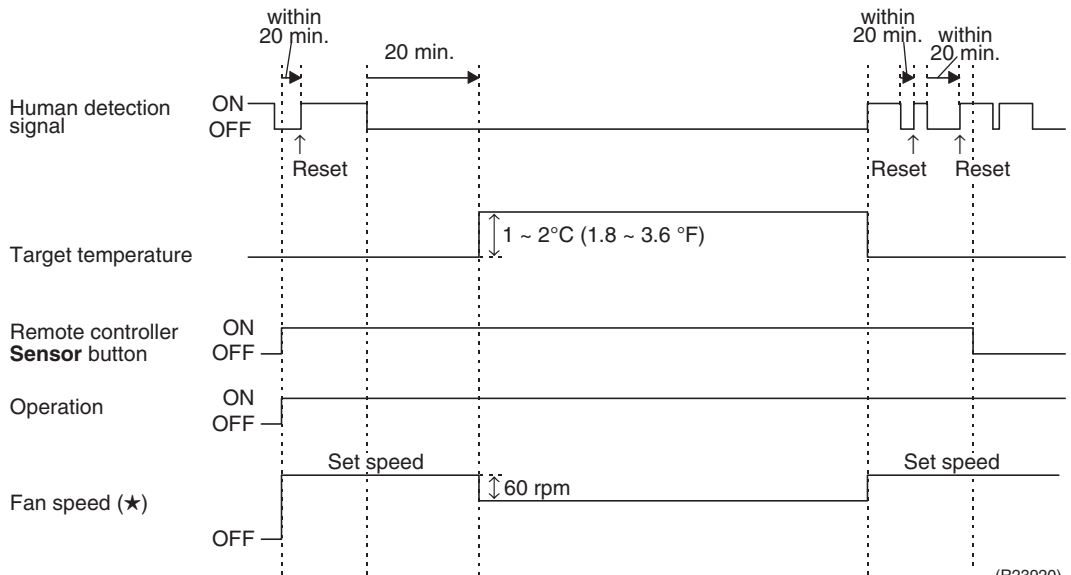 within
20 min.
20 min.
within
20 min.
within
20 min.
Human detection
signal
ON
OFF
Reset
Reset
Reset
Target temperature
1 ~ 2°C (1.8 ~ 3.6 °F)
Remote controller
Sensor button
ON
OFF
Operation
ON
OFF
Set speed
Set speed
Fan speed (★)
60 rpm
OFF
(R23020)